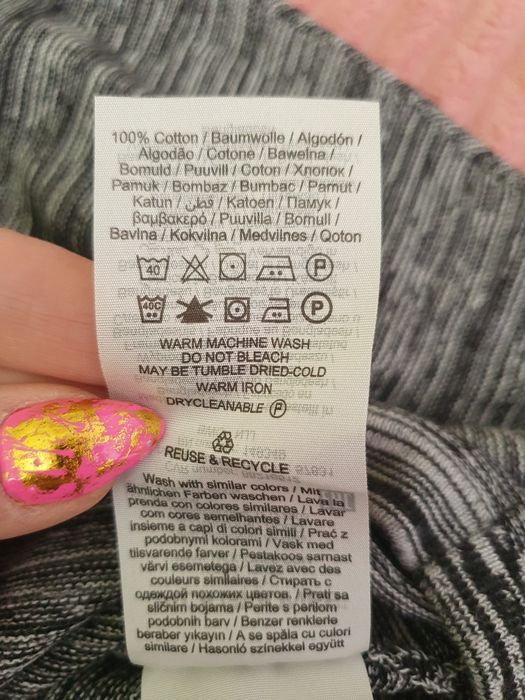 100% Cotton / Baumwolle / Algodón /
Algodão / Cotone / Bawełna /
Bomuld / Puuvill / Coton / Хлопок /
Pamuk / Bombaz / Bumbac / Pamut /
Katun / قطن / Katoen / Памук /
βαμβακερό / Puuvilla / Bomull /
Bavlna / Kokvilna / Medvilnes / Qoton
40 P
40C P
WARM MACHINE WASH
DO NOT BLEACH
MAY BE TUMBLE DRIED-COLD
WARM IRON
DRYCLEANABLE P
REUSE & RECYCLE
Wash with similar colors / Mit
ähnlichen Farben waschen / Lava la
prenda con colores similares / Lavar
com cores semelhantes / Lavare
insieme a capi di colori simili / Prać z
podobnymi kolorami / Vask med
tilsvarende farver / Pestakoos sarnast
värvi esemetega / Lavez avec des
couleurs similaires / Стирать с
одеждой похожих цветов. / Prati sa
sličnim bojama / Perite s perilom
podobnih barv / Benzer renklerle
beraber yıkayın / A se spăla cu culori
similare / Hasonló színekkel együtt